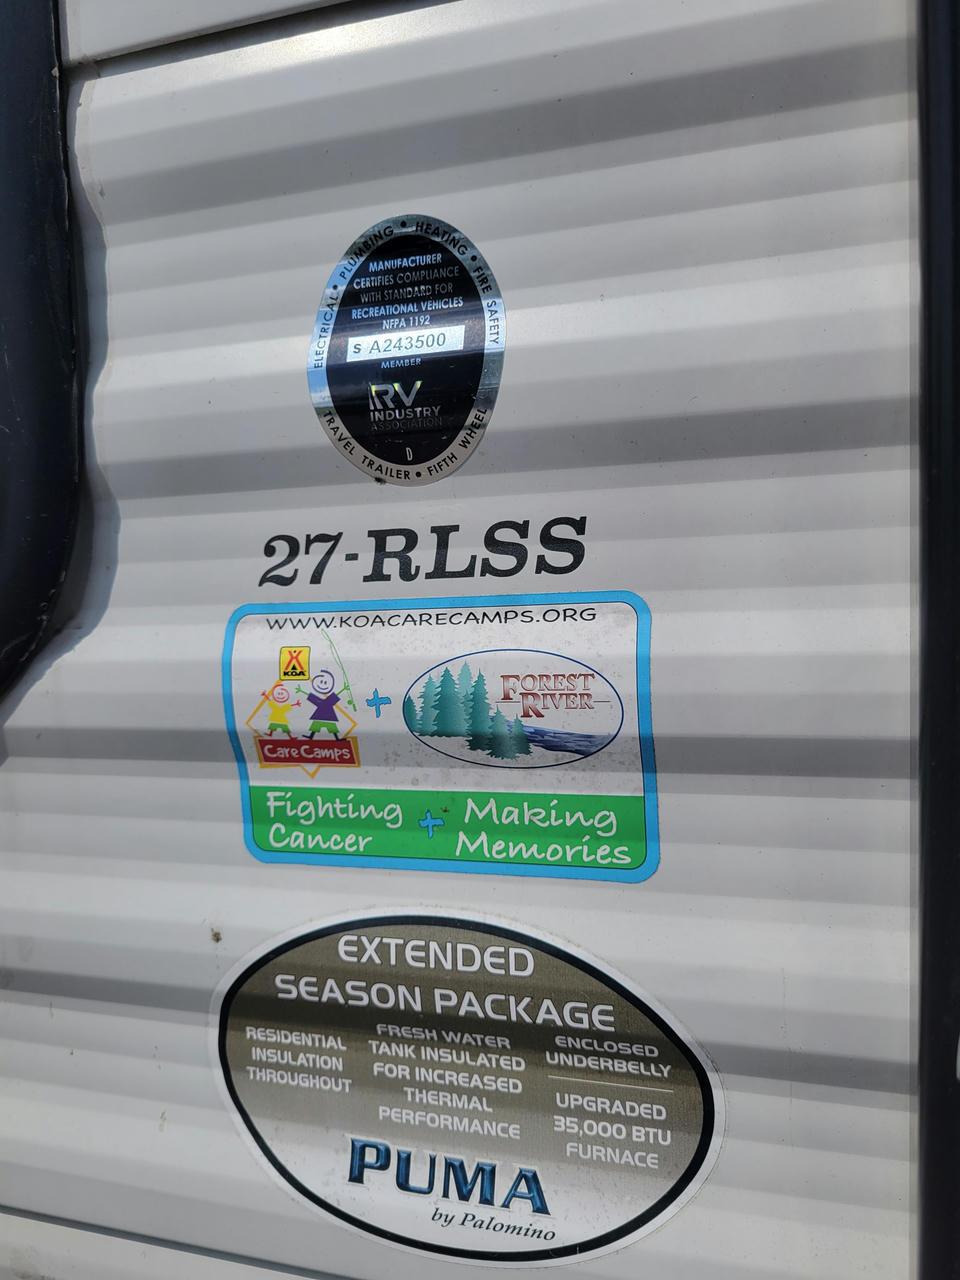 ELECTRICAL • PLUMBING • HEATING • FIRE SAFETY
MANUFACTURER
CERTIFIES COMPLIANCE
WITH STANDARD FOR
RECREATIONAL VEHICLES
NFPA 1192
S A243500
MEMBER
RV
INDUSTRY
ASSOCIATION
D
TRAVEL TRAILER • FIFTH WHEEL
27-RLSS
WWW.KOACARECAMPS.ORG
KOA
Care Camps
+
FOREST
RIVER
Fighting
Cancer
+
Making
Memories
EXTENDED
SEASON PACKAGE
RESIDENTIAL
INSULATION
THROUGHOUT
FRESH WATER
TANK INSULATED
FOR INCREASED
THERMAL
PERFORMANCE
ENCLOSED
UNDERBELLY
UPGRADED
35,000 BTU
FURNACE
PUMA
by Palomino